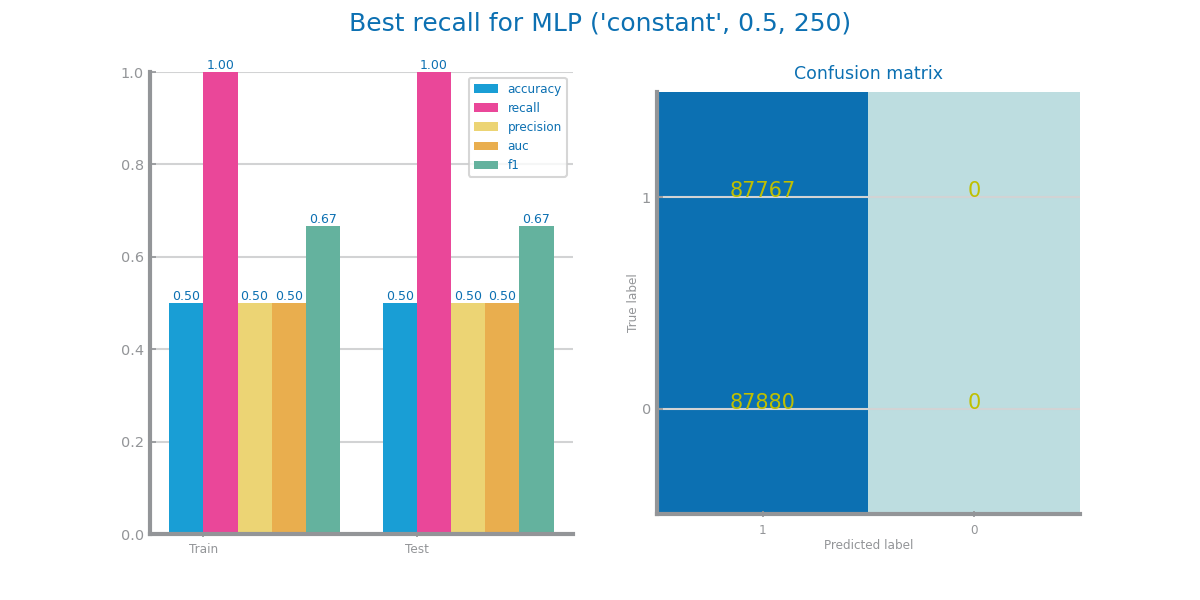 Best recall for MLP ('constant', 0.5, 250)
1.0
0.8
0.6
0.4
0.2
0.0
1.00
1.00
0.50
0.50
0.50
0.67
0.50
0.50
0.50
0.67
accuracy
recall
precision
auc
f1
Train
Test
Confusion matrix
True label
1
87767
0
0
87880
0
1
0
Predicted label